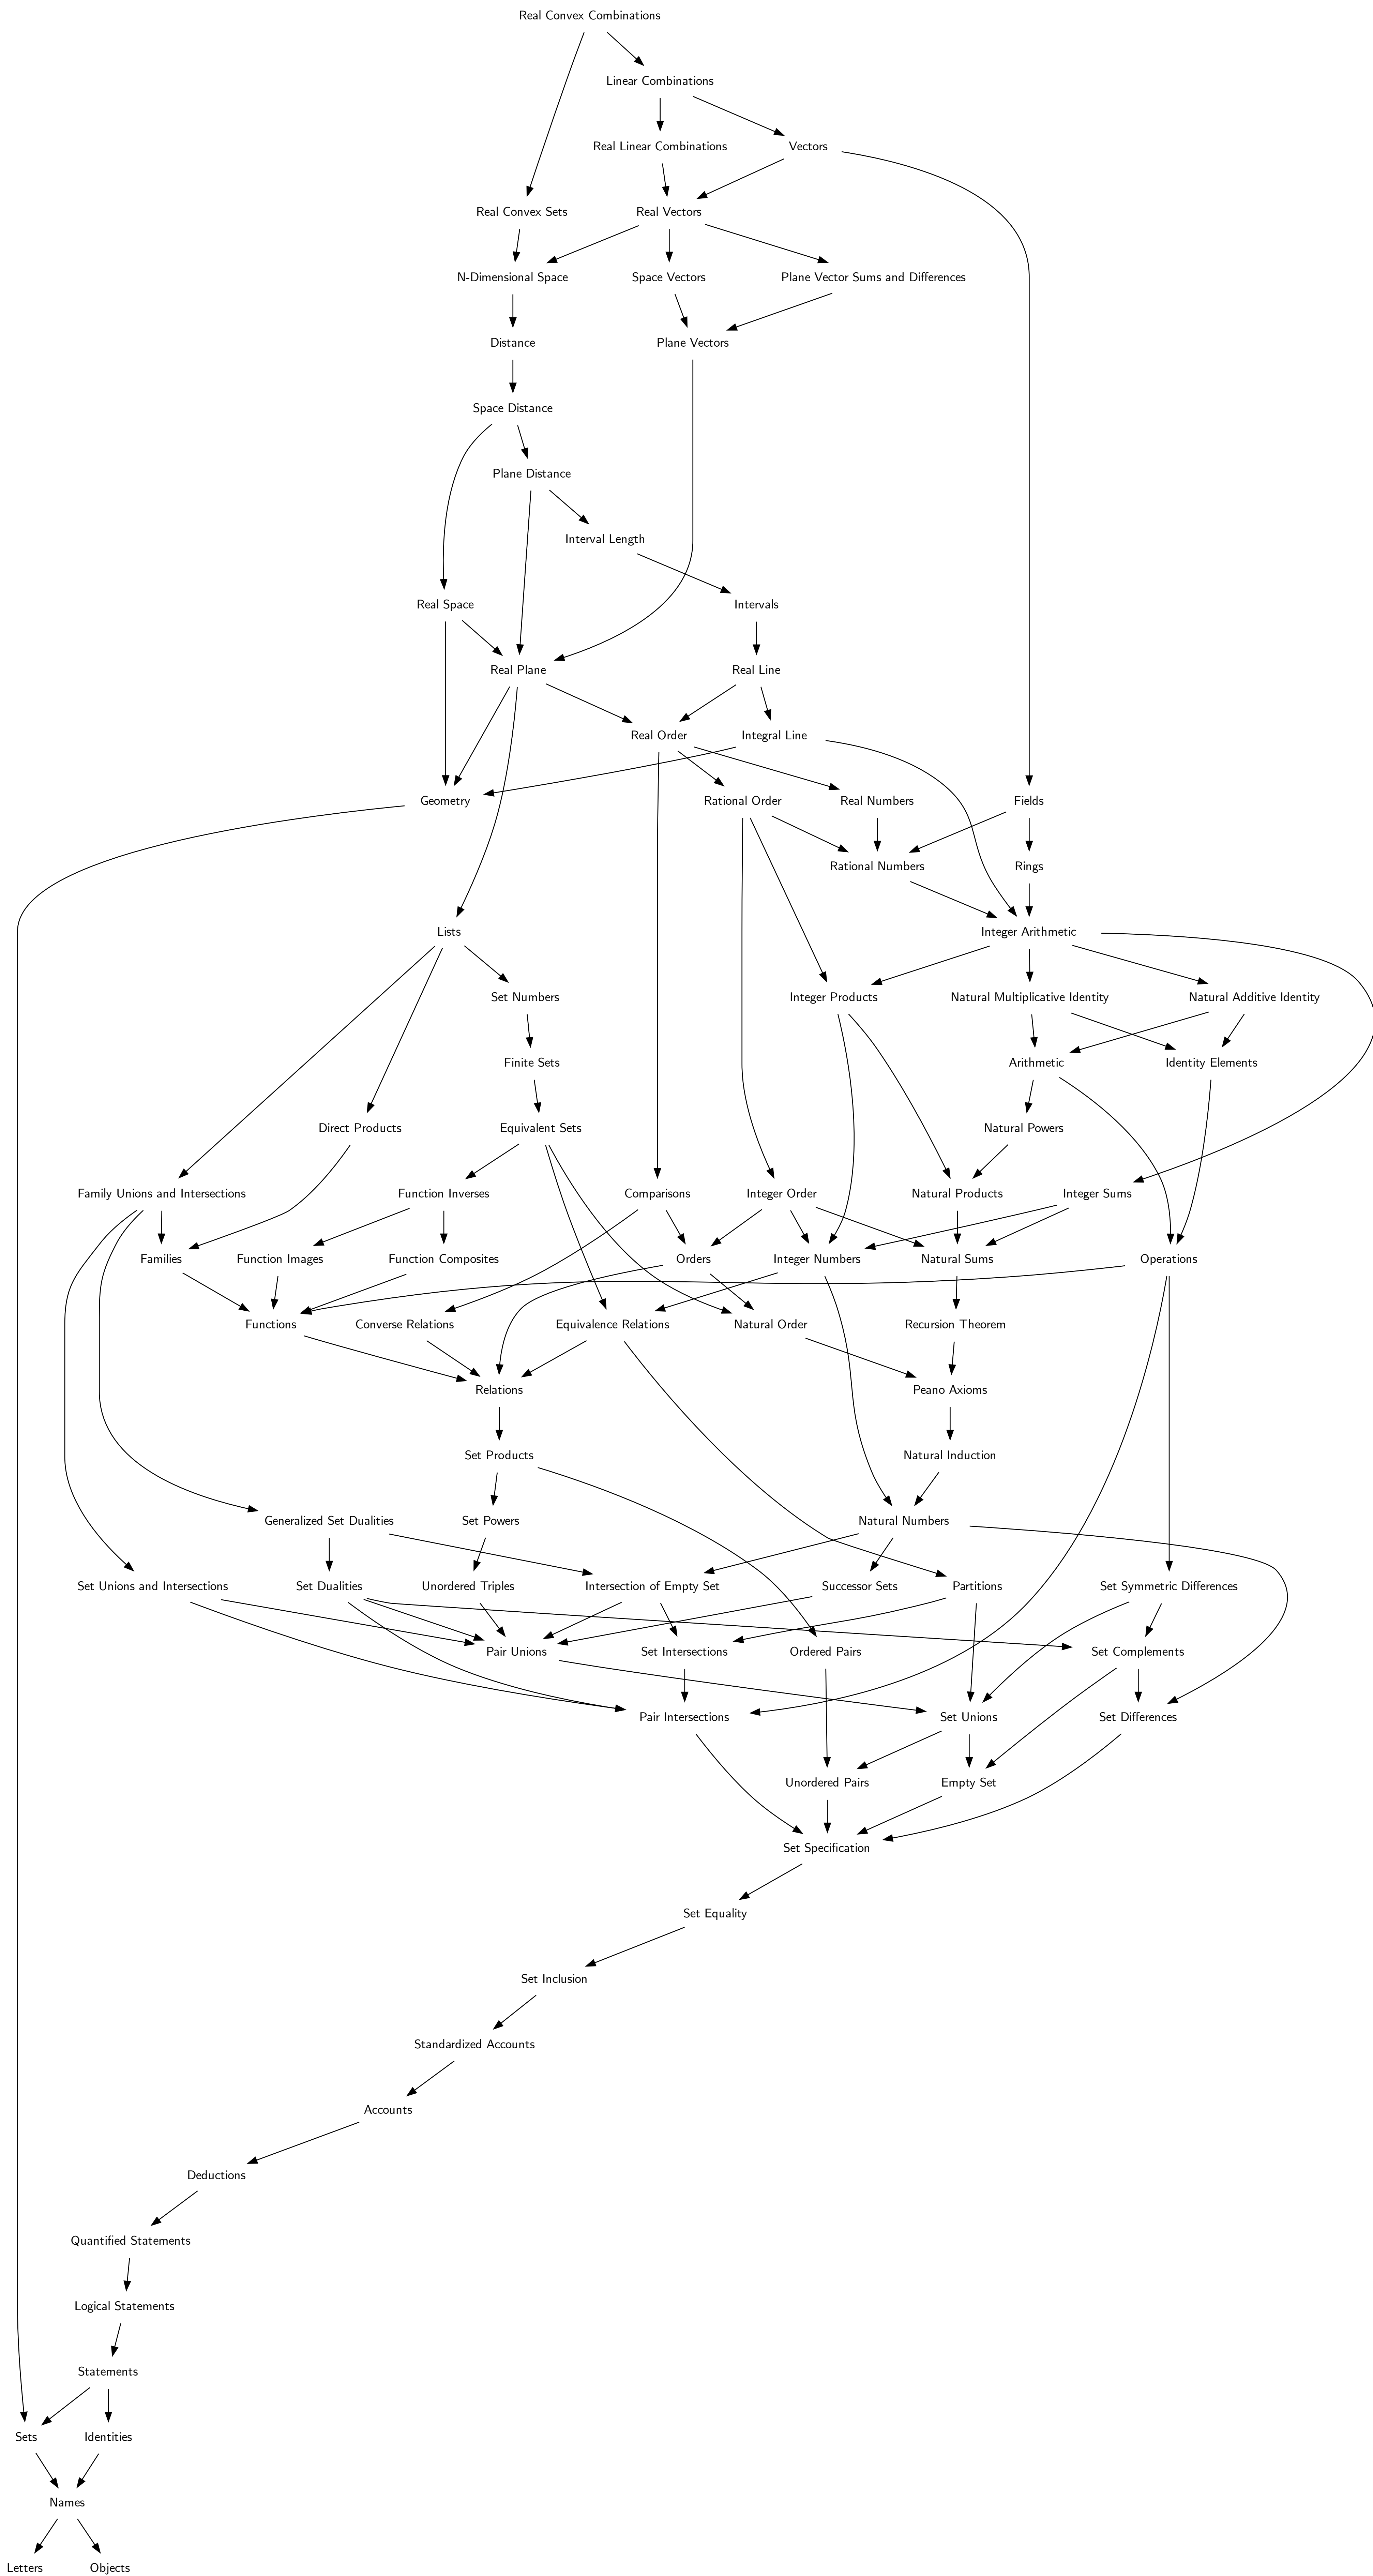 Real Convex Combinations
Linear Combinations
Real Linear Combinations
Vectors
Real Convex Sets
Real Vectors
N-Dimensional Space
Space Vectors
Plane Vector Sums and Differences
Distance
Plane Vectors
Space Distance
Plane Distance
Interval Length
Real Space
Intervals
Real Plane
Real Line
Real Order
Integral Line
Geometry
Rational Order
Real Numbers
Fields
Rational Numbers
Rings
Lists
Integer Arithmetic
Set Numbers
Integer Products
Natural Multiplicative Identity
Natural Additive Identity
Finite Sets
Arithmetic
Identity Elements
Direct Products
Equivalent Sets
Natural Powers
Family Unions and Intersections
Function Inverses
Comparisons
Integer Order
Natural Products
Integer Sums
Families
Function Images
Function Composites
Orders
Integer Numbers
Natural Sums
Operations
Functions
Converse Relations
Equivalence Relations
Natural Order
Recursion Theorem
Relations
Peano Axioms
Set Products
Natural Induction
Generalized Set Dualities
Set Powers
Natural Numbers
Set Unions and Intersections
Set Dualities
Unordered Triples
Intersection of Empty Set
Successor Sets
Partitions
Set Symmetric Differences
Pair Unions
Set Intersections
Ordered Pairs
Set Complements
Pair Intersections
Set Unions
Set Differences
Unordered Pairs
Empty Set
Set Specification
Set Equality
Set Inclusion
Standardized Accounts
Accounts
Deductions
Quantified Statements
Logical Statements
Statements
Sets
Identities
Names
Letters
Objects